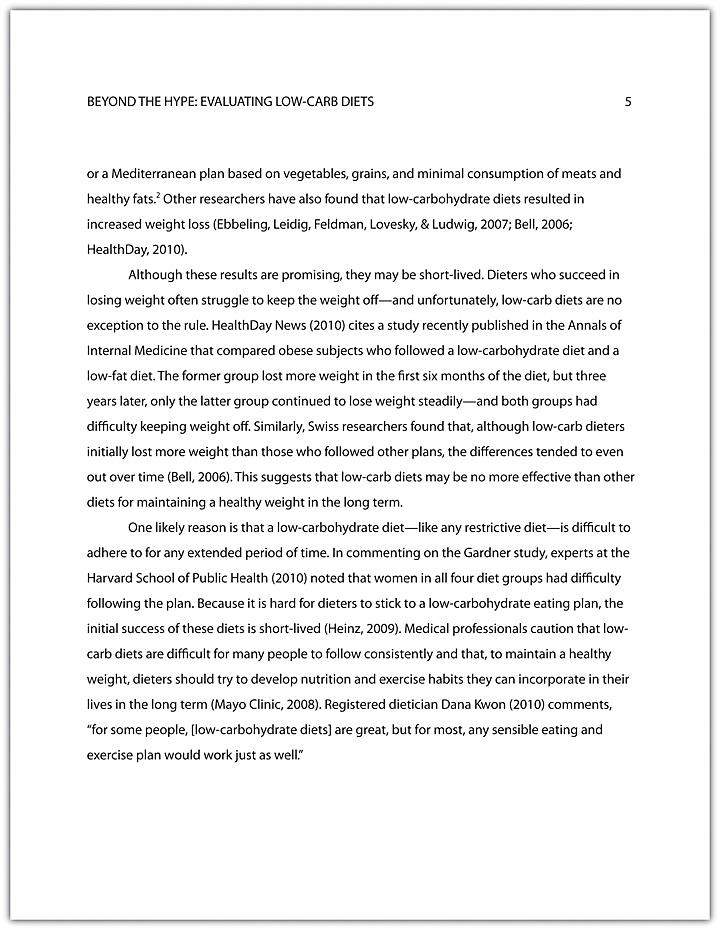 BEYOND THE HYPE: EVALUATING LOW-CARB DIETS 5
or a Mediterranean plan based on vegetables, grains, and minimal consumption of meats and
healthy fats.² Other researchers have also found that low-carbohydrate diets resulted in
increased weight loss (Ebbeling, Leidig, Feldman, Lovesky, & Ludwig, 2007; Bell, 2006;
HealthDay, 2010).
Although these results are promising, they may be short-lived. Dieters who succeed in
losing weight often struggle to keep the weight off—and unfortunately, low-carb diets are no
exception to the rule. HealthDay News (2010) cites a study recently published in the Annals of
Internal Medicine that compared obese subjects who followed a low-carbohydrate diet and a
low-fat diet. The former group lost more weight in the first six months of the diet, but three
years later, only the latter group continued to lose weight steadily—and both groups had
difficulty keeping weight off. Similarly, Swiss researchers found that, although low-carb dieters
initially lost more weight than those who followed other plans, the differences tended to even
out over time (Bell, 2006). This suggests that low-carb diets may be no more effective than other
diets for maintaining a healthy weight in the long term.
One likely reason is that a low-carbohydrate diet—like any restrictive diet—is difficult to
adhere to for any extended period of time. In commenting on the Gardner study, experts at the
Harvard School of Public Health (2010) noted that women in all four diet groups had difficulty
following the plan. Because it is hard for dieters to stick to a low-carbohydrate eating plan, the
initial success of these diets is short-lived (Heinz, 2009). Medical professionals caution that low-
carb diets are difficult for many people to follow consistently and that, to maintain a healthy
weight, dieters should try to develop nutrition and exercise habits they can incorporate in their
lives in the long term (Mayo Clinic, 2008). Registered dietician Dana Kwon (2010) comments,
“for some people, [low-carbohydrate diets] are great, but for most, any sensible eating and
exercise plan would work just as well.”